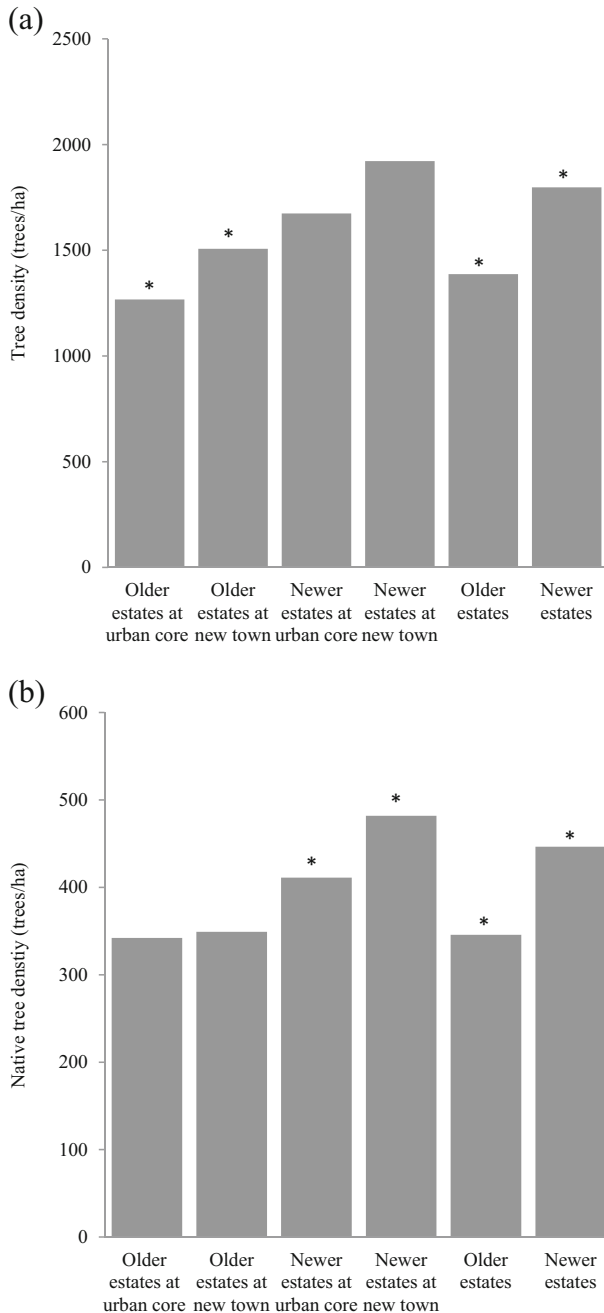 (a)
2500
2000
1500
1000
500
0
Tree density (trees/ha)
*
*
*
*
Older estates at urban core
Older estates at new town
Newer estates at urban core
Newer estates at new town
Older estates
Newer estates
(b)
600
500
400
300
200
100
0
Native tree denstiy (trees/ha)
*
*
*
*
Older estates at urban core
Older estates at new town
Newer estates at urban core
Newer estates at new town
Older estates
Newer estates